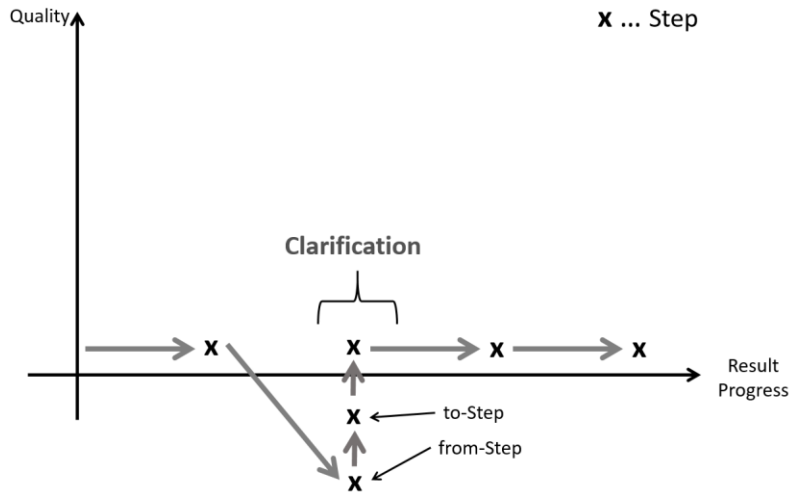 Quality
x ... Step
Clarification
x
x
x
x
Result
Progress
x
to-Step
from-Step
x